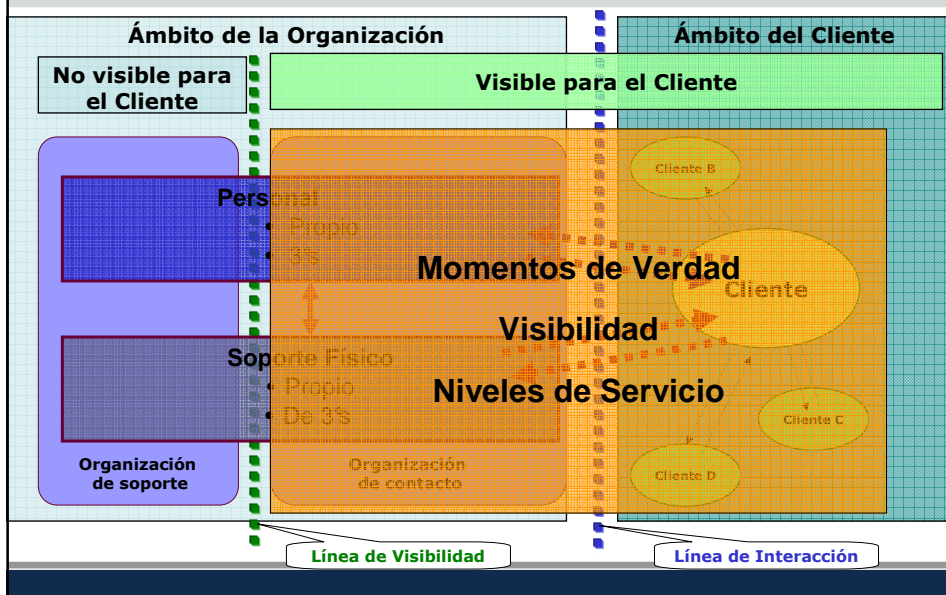 Ámbito de la Organización
Ámbito del Cliente
No visible para
el Cliente
Visible para el Cliente
Cliente B
Personal
• Propio
• 3's
Momentos de Verdad
Cliente
Visibilidad
Soporte Físico
• Propio
• De 3's
Niveles de Servicio
Cliente C
Organización
de soporte
Organización
de contacto
Cliente D
Línea de Visibilidad
Línea de Interacción